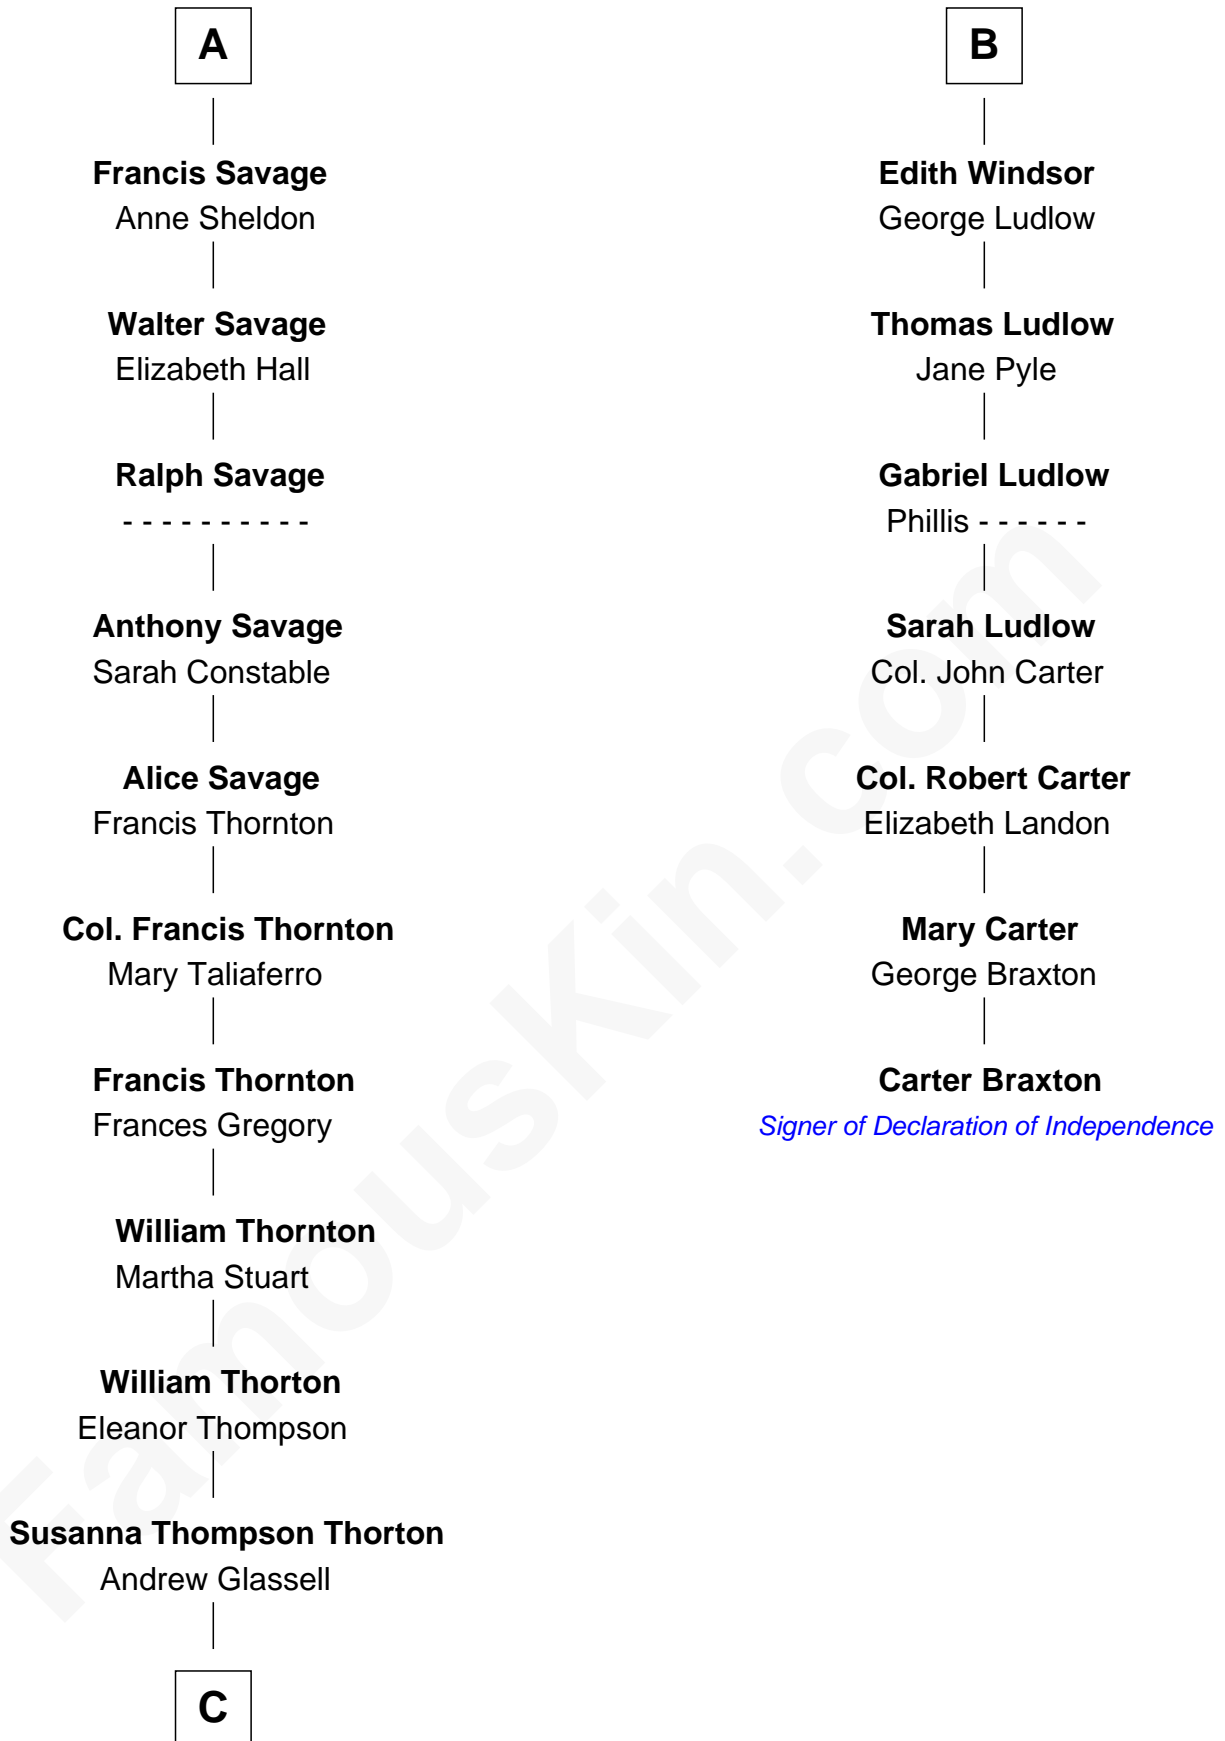 A
Francis Savage
Anne Sheldon
Walter Savage
Elizabeth Hall
Ralph Savage
- - - - - - - - - -
Anthony Savage
Sarah Constable
Alice Savage
Francis Thornton
Col. Francis Thornton
Mary Taliaferro
Francis Thornton
Frances Gregory
William Thornton
Martha Stuart
William Thorton
Eleanor Thompson
Susanna Thompson Thorton
Andrew Glassell
C
B
Edith Windsor
George Ludlow
Thomas Ludlow
Jane Pyle
Gabriel Ludlow
Phillis - - - - - -
Sarah Ludlow
Col. John Carter
Col. Robert Carter
Elizabeth Landon
Mary Carter
George Braxton
Carter Braxton
Signer of Declaration of Independence
FamousKin.com